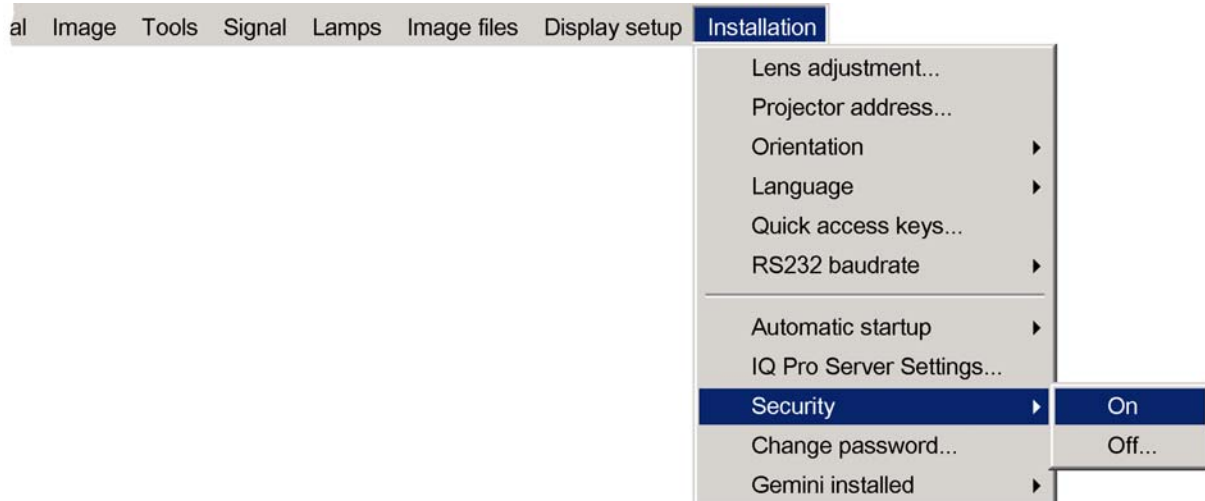 al Image Tools Signal Lamps Image files Display setup Installation
Lens adjustment...
Projector address...
Orientation
Language
Quick access keys...
RS232 baudrate
Automatic startup
IQ Pro Server Settings...
Security On
Change password... Off...
Gemini installed